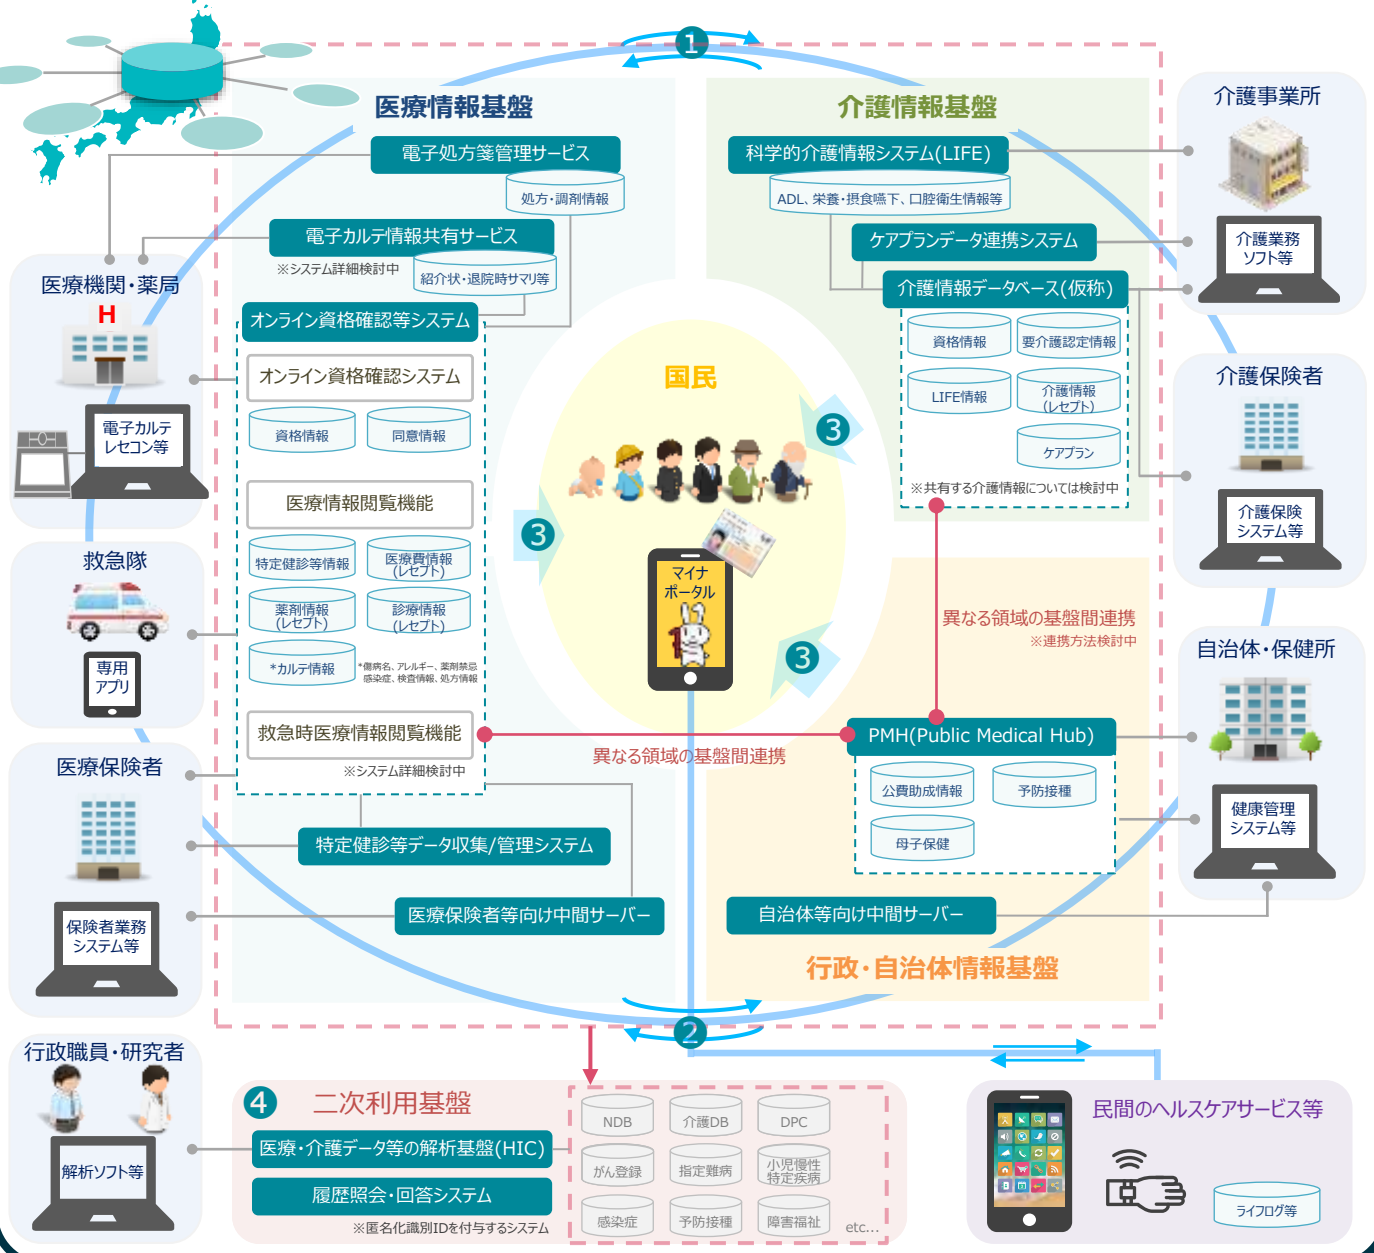 ❶
医療情報基盤
介護情報基盤
電子処方箋管理サービス
処方・調剤情報
電子カルテ情報共有サービス
※システム詳細検討中
紹介状・退院時サマリ等
オンライン資格確認等システム
オンライン資格確認システム
資格情報
同意情報
医療情報閲覧機能
特定健診等情報
医療費情報
(レセプト)
薬剤情報
(レセプト)
診療情報
(レセプト)
*カルテ情報
*傷病名、アレルギー、薬剤禁忌
感染症、検査情報、処方情報
救急時医療情報閲覧機能
※システム詳細検討中
特定健診等データ収集/管理システム
医療保険者等向け中間サーバー
科学的介護情報システム(LIFE)
ADL、栄養・摂食嚥下、口腔衛生情報等
ケアプランデータ連携システム
介護情報データベース(仮称)
資格情報
要介護認定情報
LIFE情報
介護情報
(レセプト)
ケアプラン
※共有する介護情報については検討中
国民
❸
❸
❸
マイナ
ポータル
異なる領域の基盤間連携
※連携方法検討中
異なる領域の基盤間連携
PMH(Public Medical Hub)
公費助成情報
予防接種
母子保健
自治体等向け中間サーバー
行政・自治体情報基盤
❷
医療機関・薬局
H
電子カルテ
レセコン等
救急隊
専用
アプリ
医療保険者
保険者業務
システム等
行政職員・研究者
解析ソフト等
介護事業所
介護業務
ソフト等
介護保険者
介護保険
システム等
自治体・保健所
健康管理
システム等
❹
二次利用基盤
医療・介護データ等の解析基盤(HIC)
履歴照会・回答システム
※匿名化識別IDを付与するシステム
NDB
介護DB
DPC
がん登録
指定難病
小児慢性
特定疾病
感染症
予防接種
障害福祉
etc...
民間のヘルスケアサービス等
ライフログ等